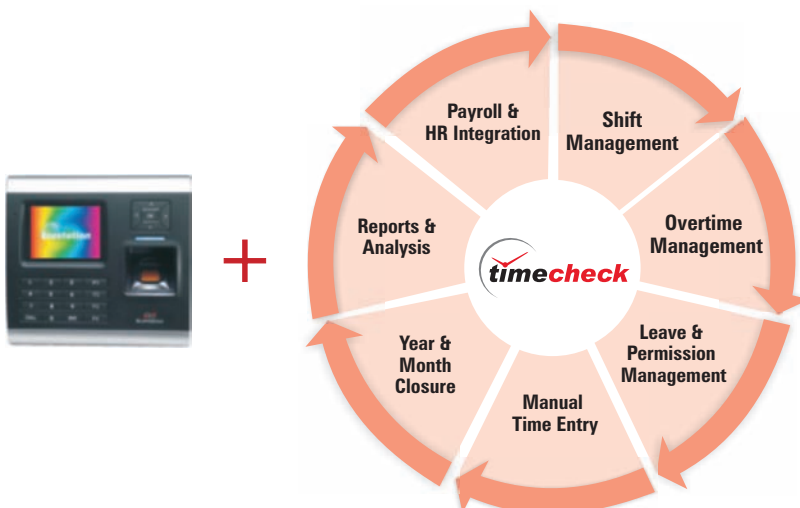 Payroll &
HR Integration
Shift
Management
Reports &
Analysis
Overtime
Management
timecheck
Year &
Month
Closure
Leave &
Permission
Management
Manual
Time Entry
+